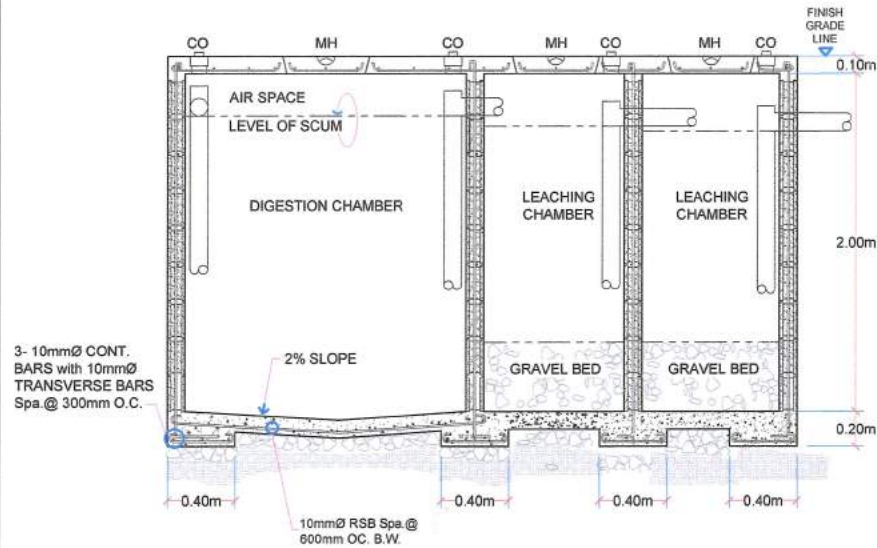 FINISH
GRADE
LINE
CO
MH
CO
MH
CO
MH
CO
0.10m
AIR SPACE
LEVEL OF SCUM
DIGESTION CHAMBER
LEACHING
CHAMBER
LEACHING
CHAMBER
2.00m
3- 10mmØ CONT.
BARS with 10mmØ
TRANSVERSE BARS
Spa.@ 300mm O.C.
2% SLOPE
GRAVEL BED
GRAVEL BED
0.20m
0.40m
0.40m
0.40m
0.40m
10mmØ RSB Spa.@
600mm OC. B.W.